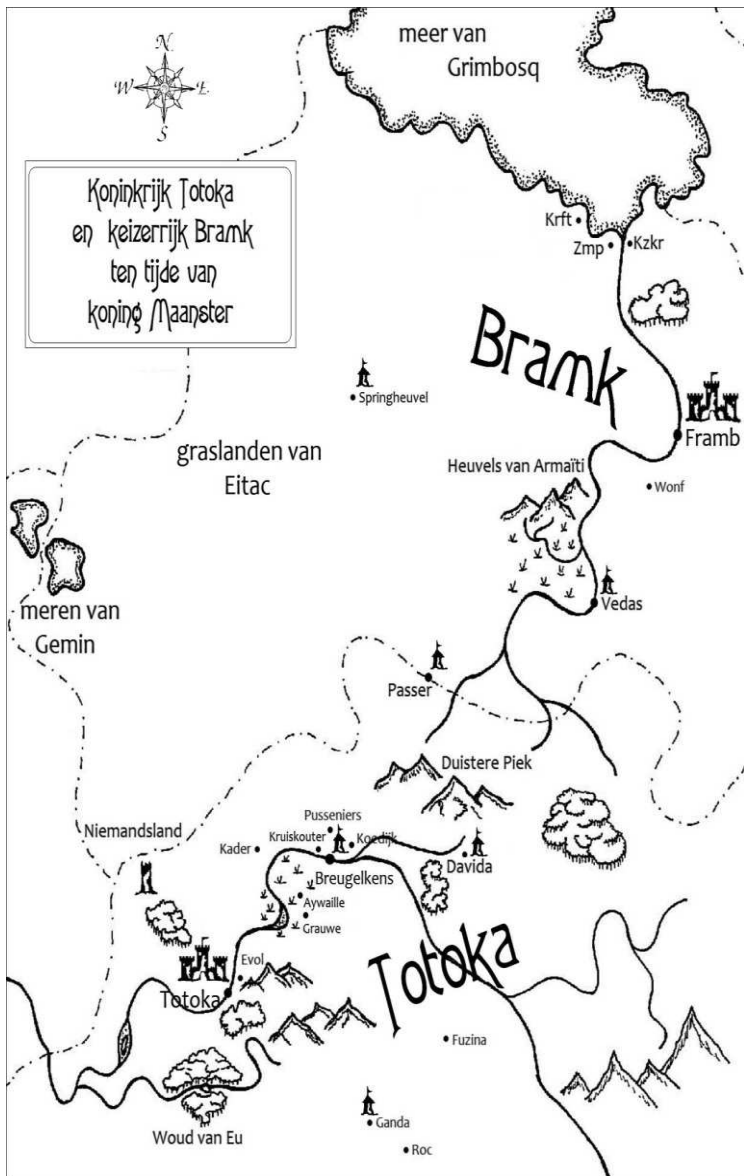 meer van
Grimbosq
N
W E
S
Koninkrijk Totoka
en keizerrijk Bramk
ten tijde van
koning Maanster
Krft
Zmp
Kzkr
Bramk
Springheuvel
Framb
graslanden van
Eitac
Heuvels van Armaïti
Wonf
meren van
Gemin
Vedas
Passer
Duistere Piek
Niemandsland
Pusseniers
Kruiskouter
Koedijk
Kader
Breugelkens
Davida
Aywaille
Grauwe
Totoka
Evol
Totoka
Fuzina
Woud van Eu
Ganda
Roc